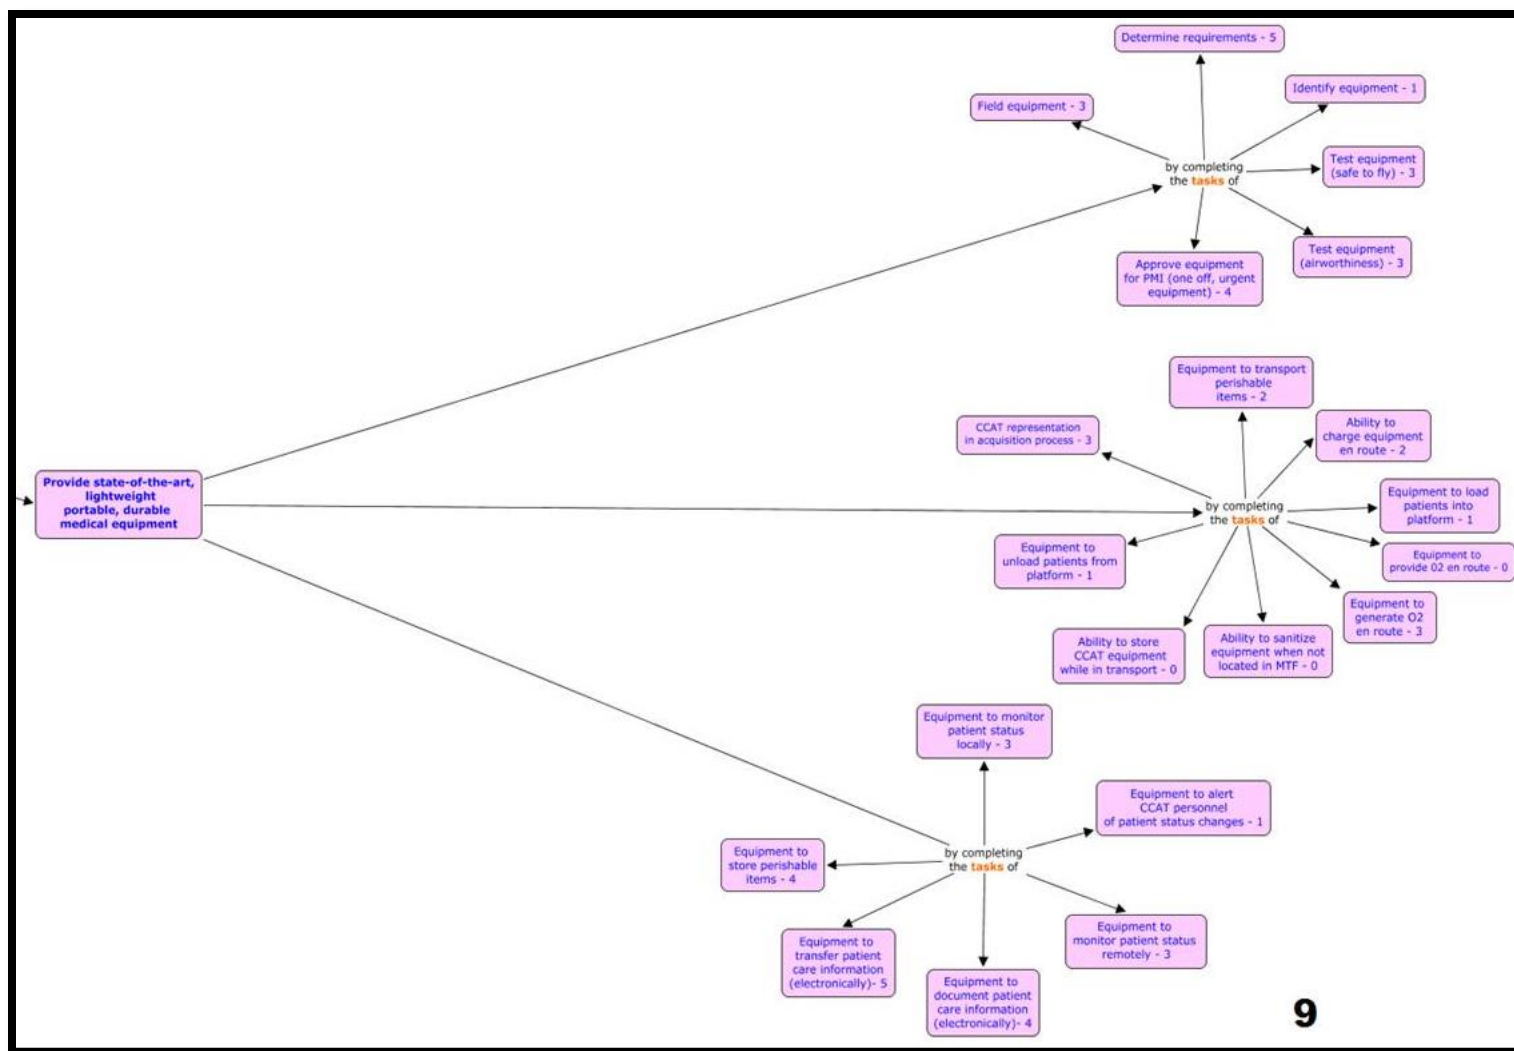 Determine requirements - 5
Identify equipment - 1
Field equipment - 3
by completing
the tasks of
Test equipment
(safe to fly) - 3
Test equipment
(airworthiness) - 3
Approve equipment
for PMI (one off, urgent
equipment) - 4
Provide state-of-the-art,
lightweight
portable, durable
medical equipment
Equipment to transport
perishable
items - 2
CCAT representation
in acquisition process - 3
Ability to
charge equipment
en route - 2
by completing
the tasks of
Equipment to load
patients into
platform - 1
Equipment to
unload patients from
platform - 1
Equipment to
provide 02 en route - 0
Equipment to
generate O2
en route - 3
Ability to store
CCAT equipment
while in transport - 0
Ability to sanitize
equipment when not
located in MTF - 0
Equipment to monitor
patient status
locally - 3
Equipment to alert
CCAT personnel
of patient status changes - 1
by completing
the tasks of
Equipment to
store perishable
items - 4
Equipment to
monitor patient status
remotely - 3
Equipment to
transfer patient
care information
(electronically)- 5
Equipment to
document patient
care information
(electronically)- 4
9